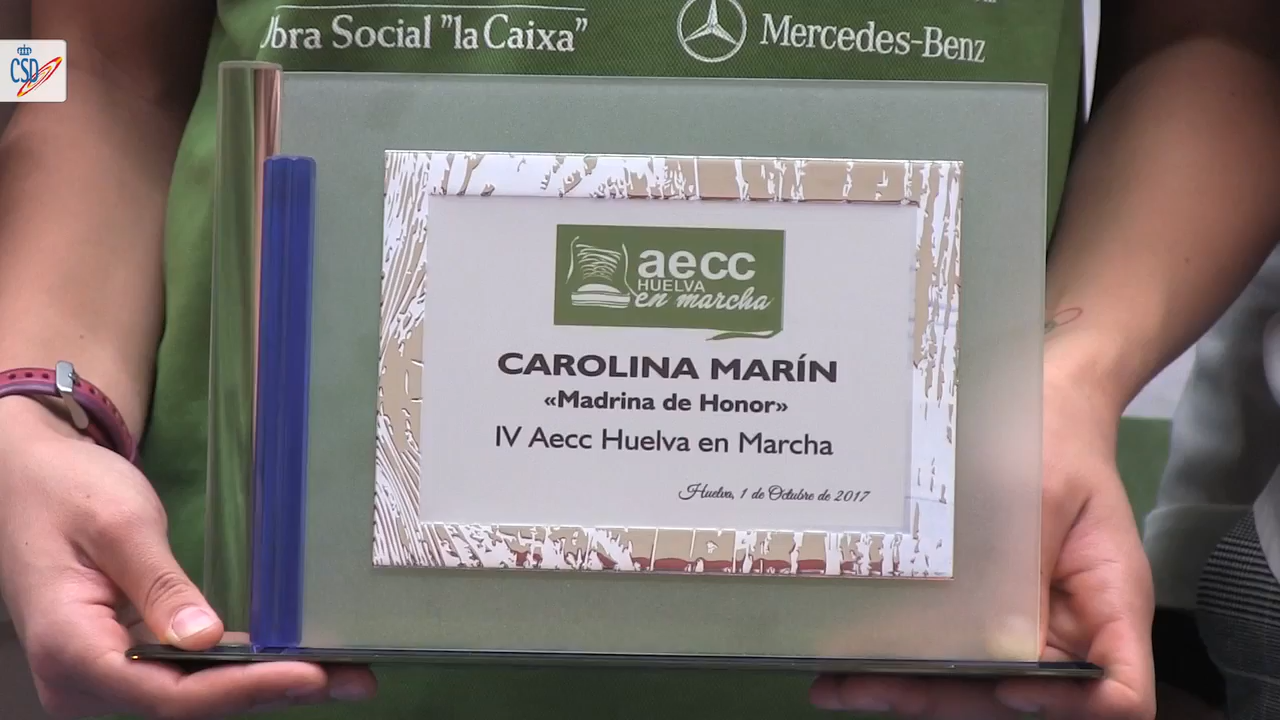 Obra Social "la Caixa"
Mercedes-Benz
CSD
aecc
HUELVA
en marcha
CAROLINA MARÍN
«Madrina de Honor»
IV Aecc Huelva en Marcha
Huelva, 1 de Octubre de 2017